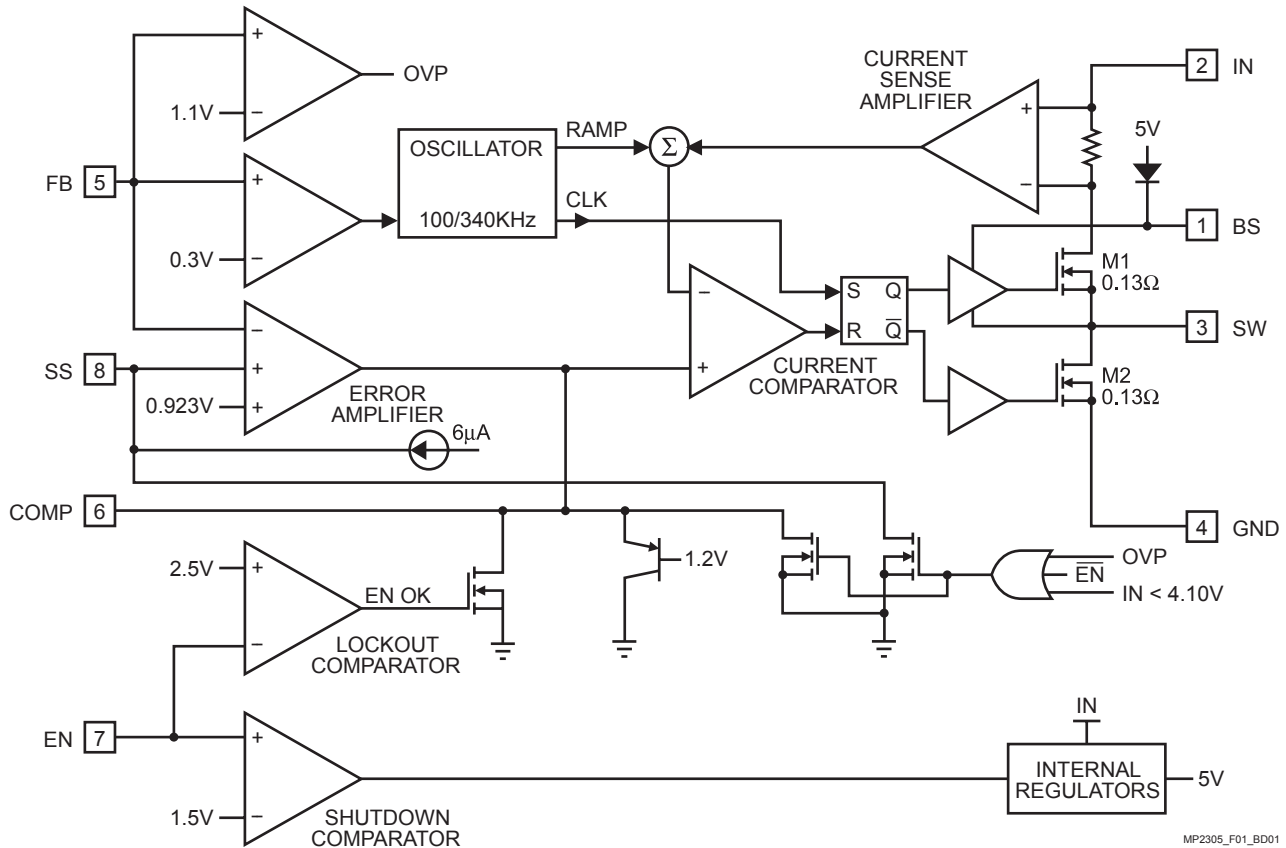 +
OVP
1.1V
−
CURRENT
SENSE
AMPLIFIER
+
−
2 IN
5V
FB 5
+
0.3V
−
OSCILLATOR
100/340KHz
RAMP
Σ
CLK
1 BS
M1
0.13Ω
−
+
CURRENT
COMPARATOR
S Q
R Q̅
3 SW
M2
0.13Ω
SS 8
−
+
0.923V
+
ERROR
AMPLIFIER
6µA
COMP 6
4 GND
1.2V
OVP
E̅N̅
IN < 4.10V
2.5V
+
−
EN OK
LOCKOUT
COMPARATOR
EN 7
+
1.5V
−
SHUTDOWN
COMPARATOR
IN
INTERNAL
REGULATORS
5V
MP2305_F01_BD01